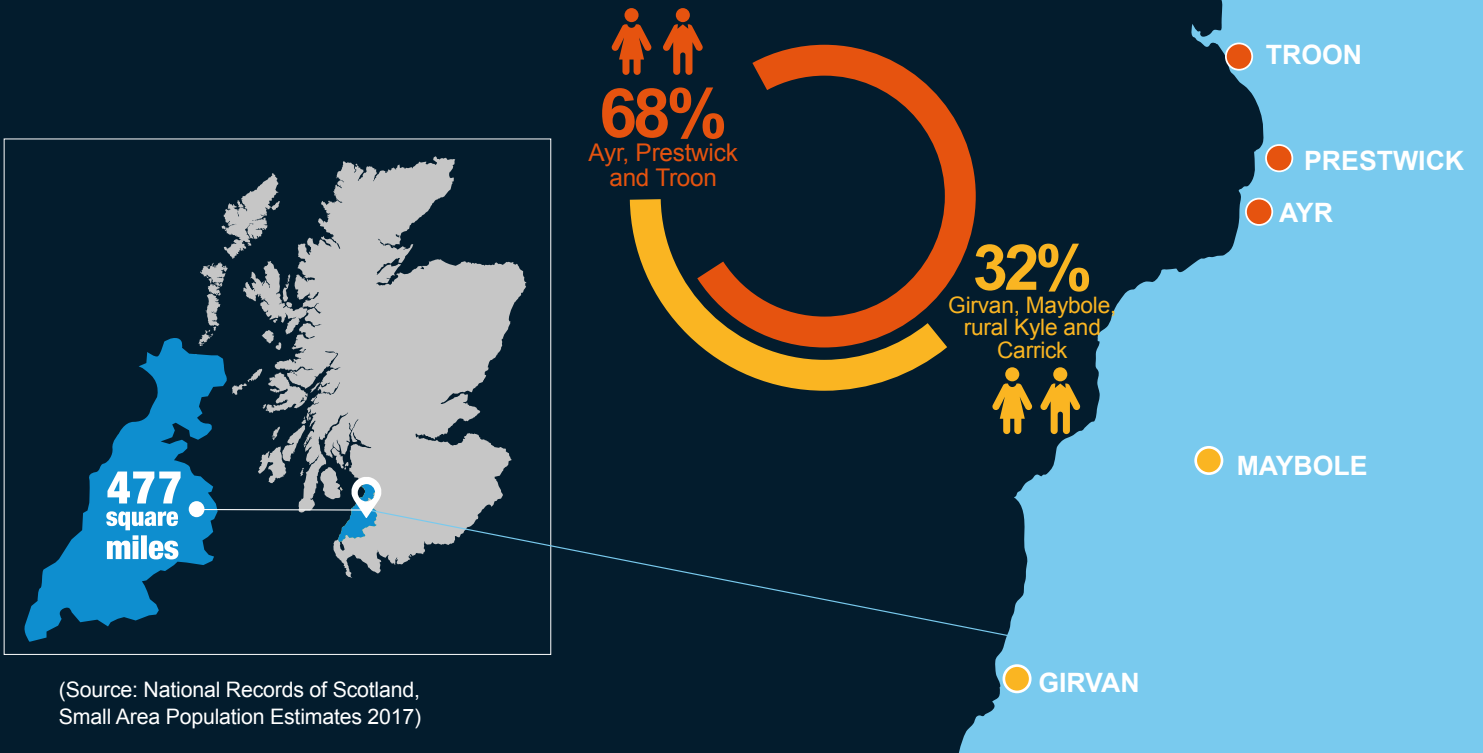 68%
Ayr, Prestwick
and Troon
32%
Girvan, Maybole,
rural Kyle and
Carrick
TROON
PRESTWICK
AYR
MAYBOLE
GIRVAN
477
square
miles
(Source: National Records of Scotland,
Small Area Population Estimates 2017)